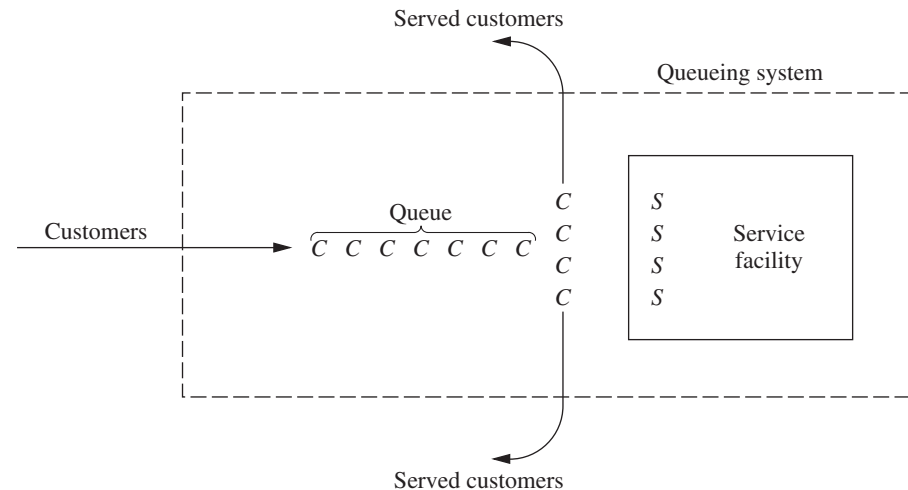 Served customers
Queueing system
Queue
Customers
C C C C C C C
C
C
C
C
S
S
S
S
Service
facility
Served customers